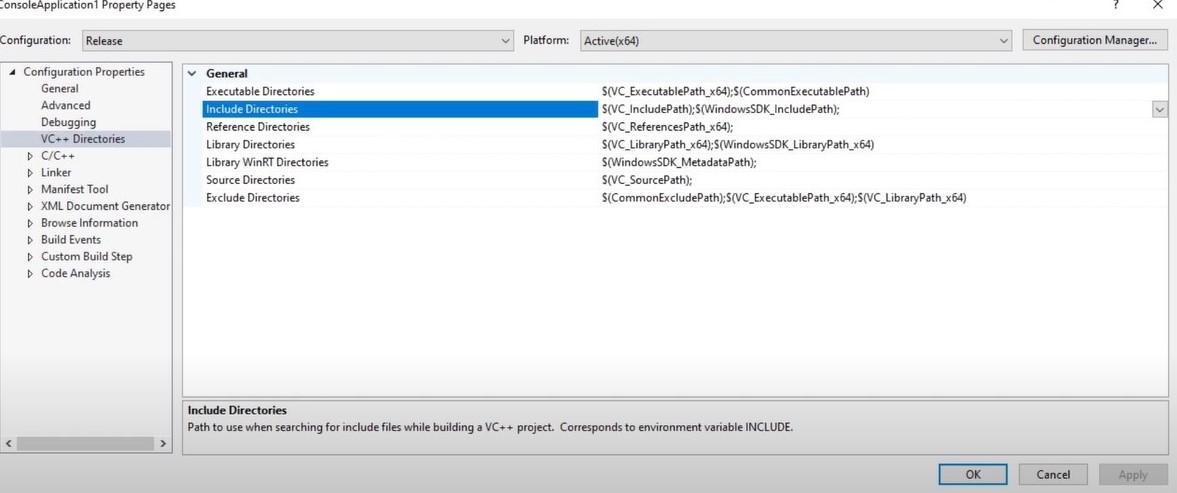 ConsoleApplication1 Property Pages
? ×
Configuration: Release Platform: Active(x64) Configuration Manager...
Configuration Properties
General
Advanced
Debugging
VC++ Directories
C/C++
Linker
Manifest Tool
XML Document Generator
Browse Information
Build Events
Custom Build Step
Code Analysis
General
Executable Directories $(VC_ExecutablePath_x64);$(CommonExecutablePath)
Include Directories $(VC_IncludePath);$(WindowsSDK_IncludePath);
Reference Directories $(VC_ReferencesPath_x64);
Library Directories $(VC_LibraryPath_x64);$(WindowsSDK_LibraryPath_x64)
Library WinRT Directories $(WindowsSDK_MetadataPath);
Source Directories $(VC_SourcePath);
Exclude Directories $(CommonExcludePath);$(VC_ExecutablePath_x64);$(VC_LibraryPath_x64)
Include Directories
Path to use when searching for include files while building a VC++ project. Corresponds to environment variable INCLUDE.
OK Cancel Apply